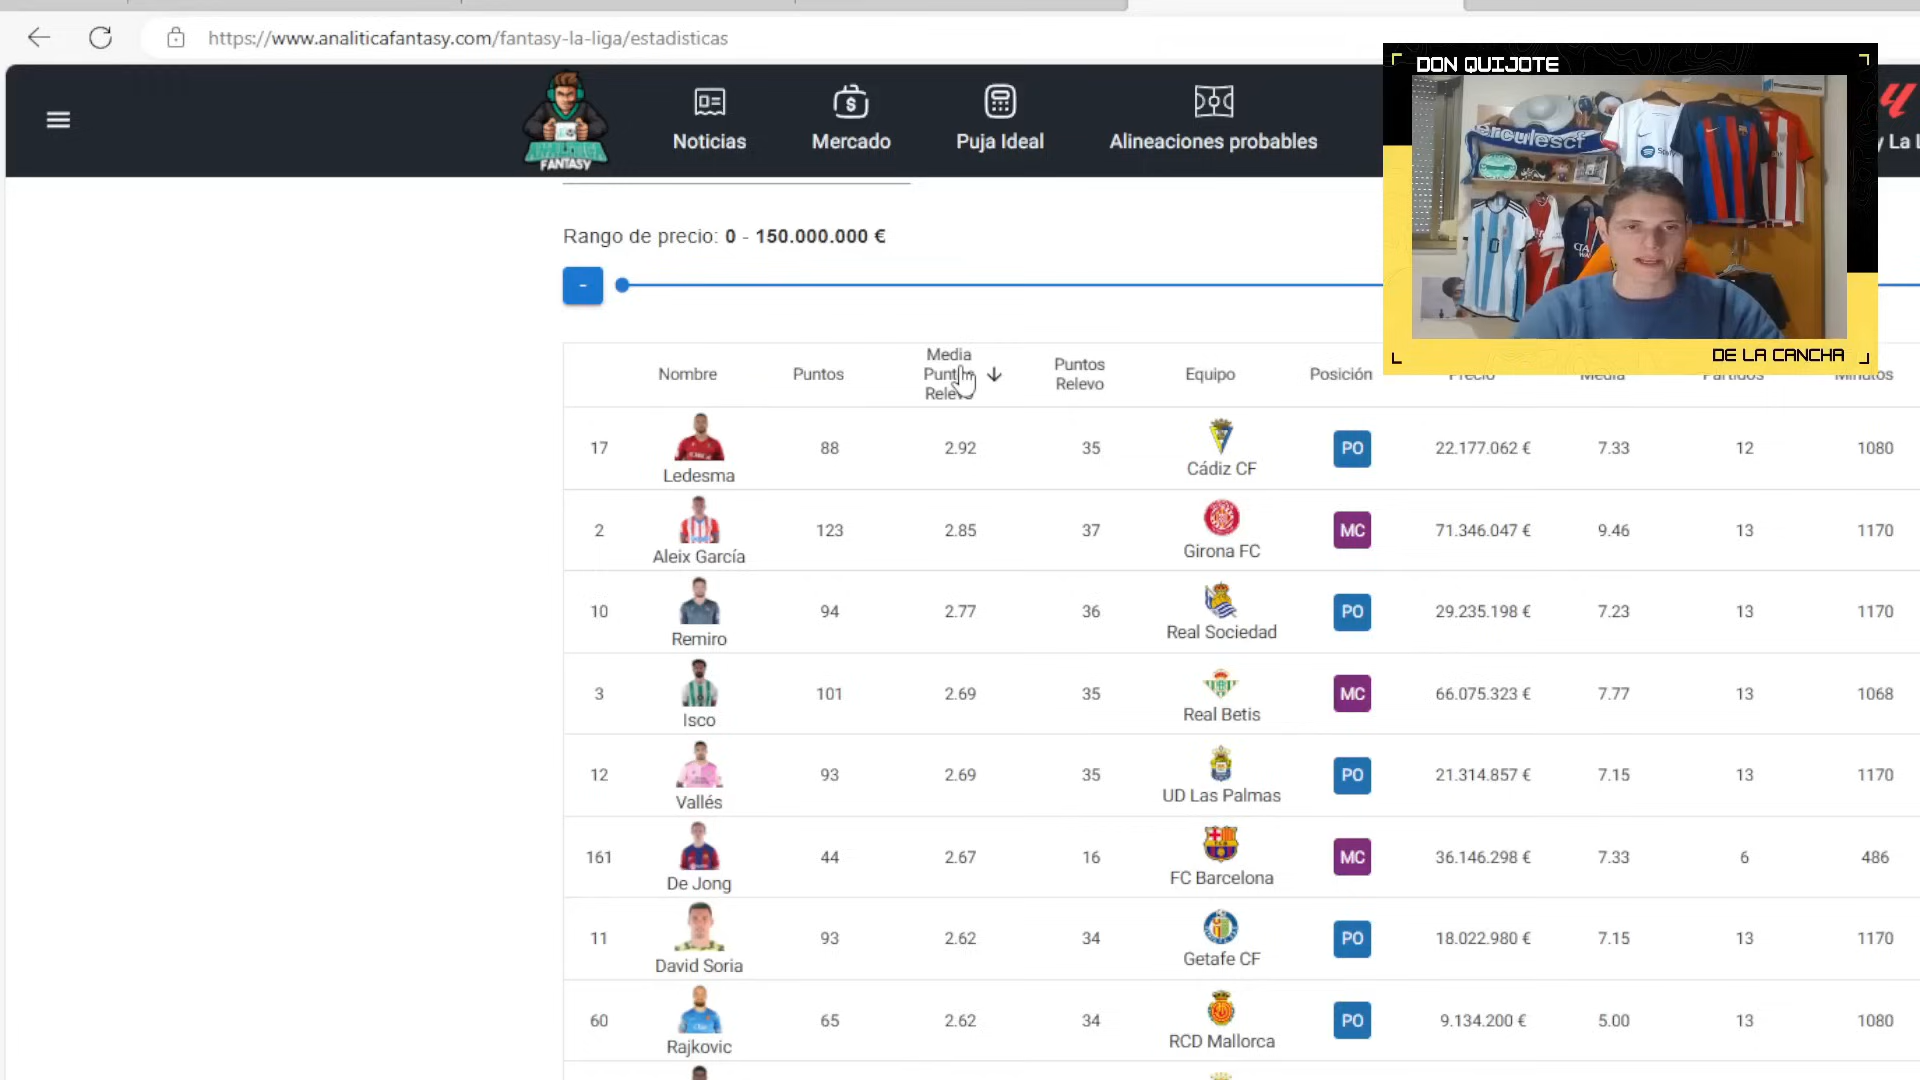 https://www.analiticafantasy.com/fantasy-la-liga/estadisticas
DON QUIJOTE
DE LA CANCHA
ANALITICA
FANTASY
Noticias
Mercado
Puja Ideal
Alineaciones probables
Rango de precio: 0 - 150.000.000 €
-
Nombre
Puntos
Media
Puntos
Relevo
Puntos
Relevo
Equipo
Posición
Precio
Media
Partidos
Minutos
17 Ledesma 88 2.92 35 Cádiz CF PO 22.177.062 € 7.33 12 1080
2 Aleix García 123 2.85 37 Girona FC MC 71.346.047 € 9.46 13 1170
10 Remiro 94 2.77 36 Real Sociedad PO 29.235.198 € 7.23 13 1170
3 Isco 101 2.69 35 Real Betis MC 66.075.323 € 7.77 13 1068
12 Vallés 93 2.69 35 UD Las Palmas PO 21.314.857 € 7.15 13 1170
161 De Jong 44 2.67 16 FC Barcelona MC 36.146.298 € 7.33 6 486
11 David Soria 93 2.62 34 Getafe CF PO 18.022.980 € 7.15 13 1170
60 Rajkovic 65 2.62 34 RCD Mallorca PO 9.134.200 € 5.00 13 1080